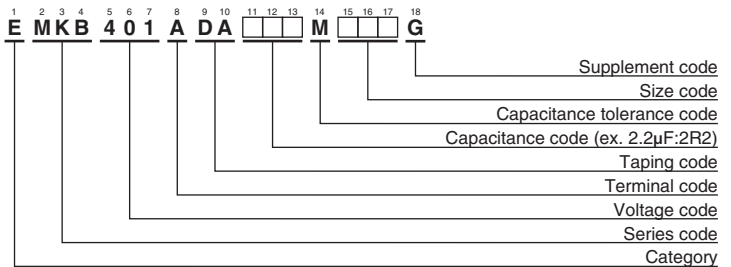 1 2 3 4 5 6 7 8 9 10 11 12 13 14 15 16 17 18
E MKB 401 A DA M G
Supplement code
Size code
Capacitance tolerance code
Capacitance code (ex. 2.2µF:2R2)
Taping code
Terminal code
Voltage code
Series code
Category